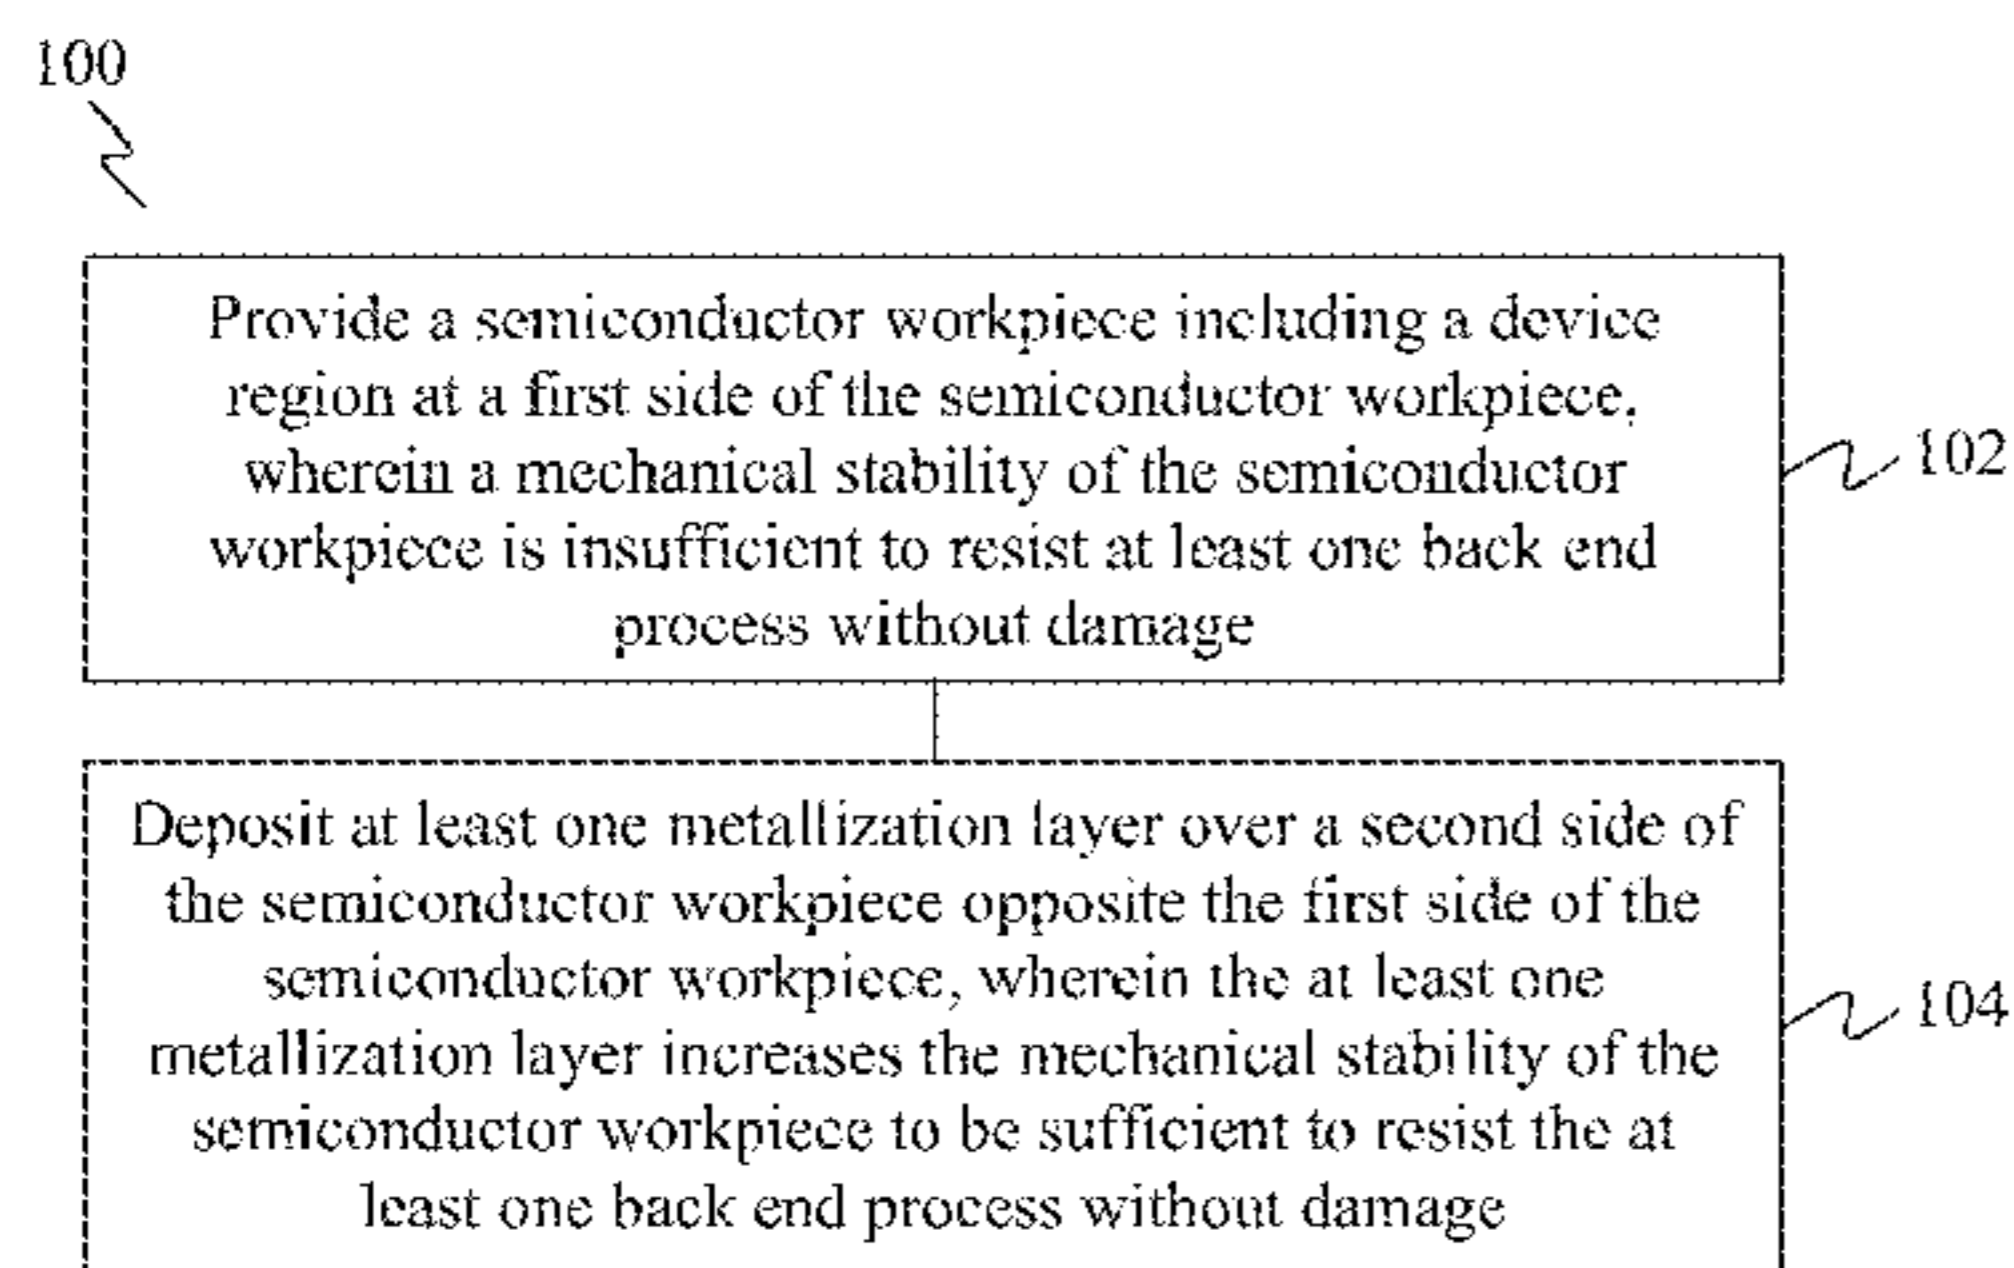 100
Provide a semiconductor workpiece including a device
region at a first side of the semiconductor workpiece,
wherein a mechanical stability of the semiconductor
workpiece is insufficient to resist at least one back end
process without damage
102
Deposit at least one metallization layer over a second side of
the semiconductor workpiece opposite the first side of the
semiconductor workpiece, wherein the at least one
metallization layer increases the mechanical stability of the
semiconductor workpiece to be sufficient to resist the at
least one back end process without damage
104